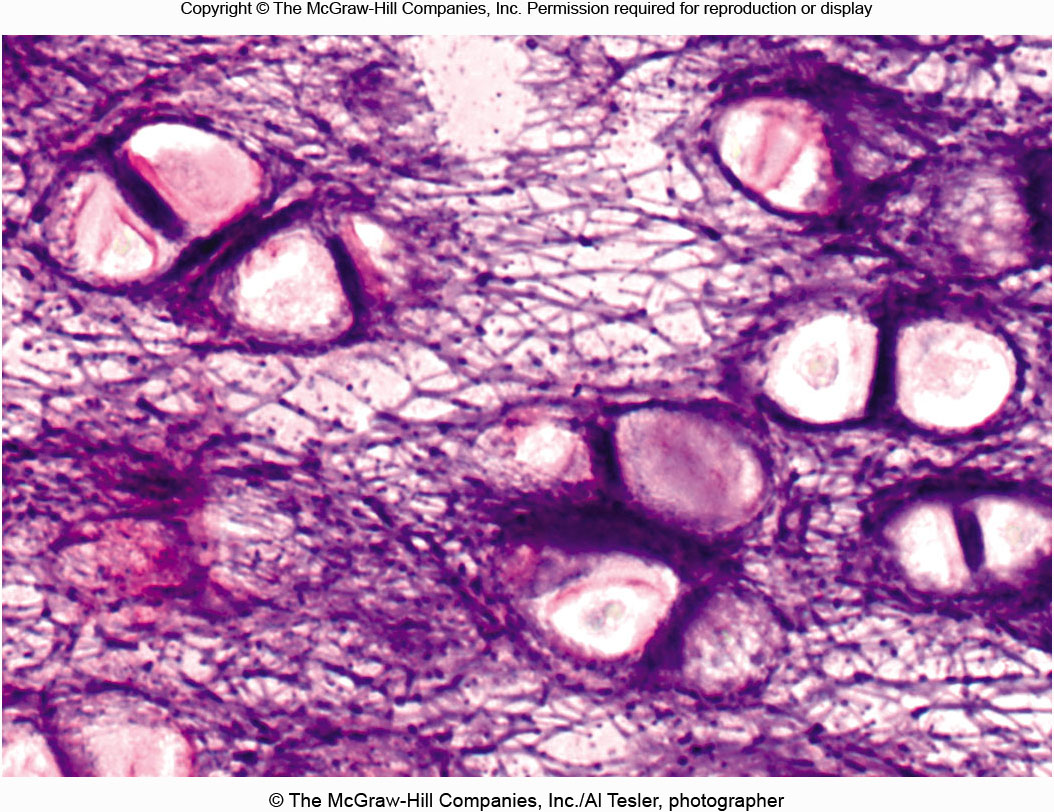 Copyright © The McGraw-Hill Companies, Inc. Permission required for reproduction or display
© The McGraw-Hill Companies, Inc./Al Tesler, photographer